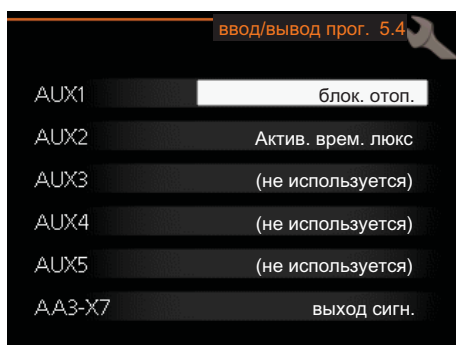 ввод/вывод прог. 5.4
AUX1 блок. отоп.
AUX2 Актив. врем. люкс
AUX3 (не используется)
AUX4 (не используется)
AUX5 (не используется)
AA3-X7 выход сигн.